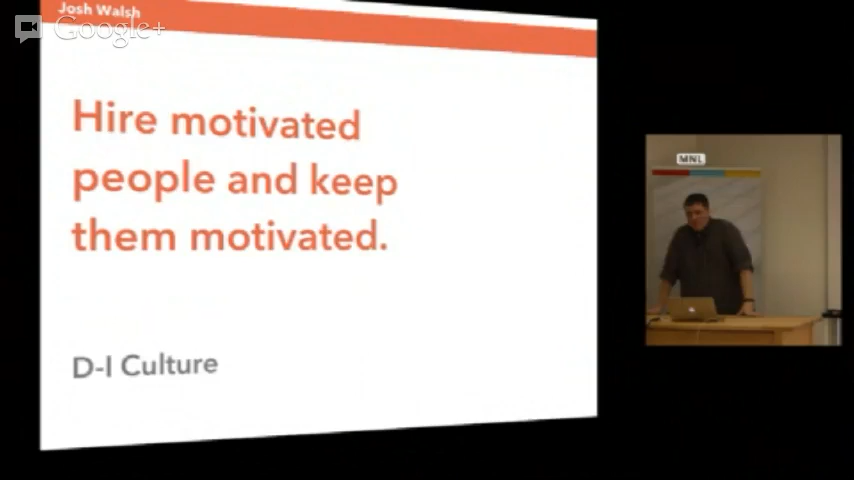 Josh Walsh
Google+
Hire motivated
people and keep
them motivated.
D-I Culture
MNL